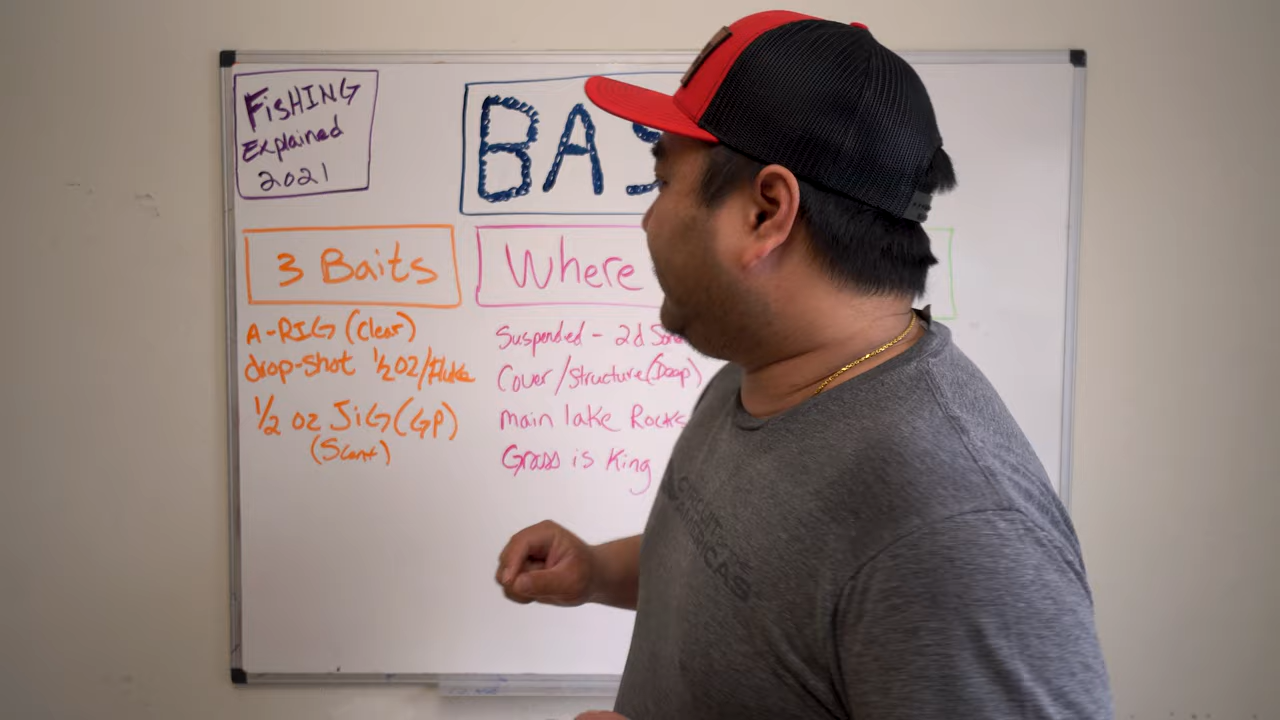 FisHING
Explained
2021
BAS
3 Baits
A-RIG (Clear)
drop-shot 1/2 oz/Fluke
1/2 oz JiG (GP)
(Scent)
Where
Suspended - 2d
Cover/Structure (Deep)
main lake Rocks
Grass is King